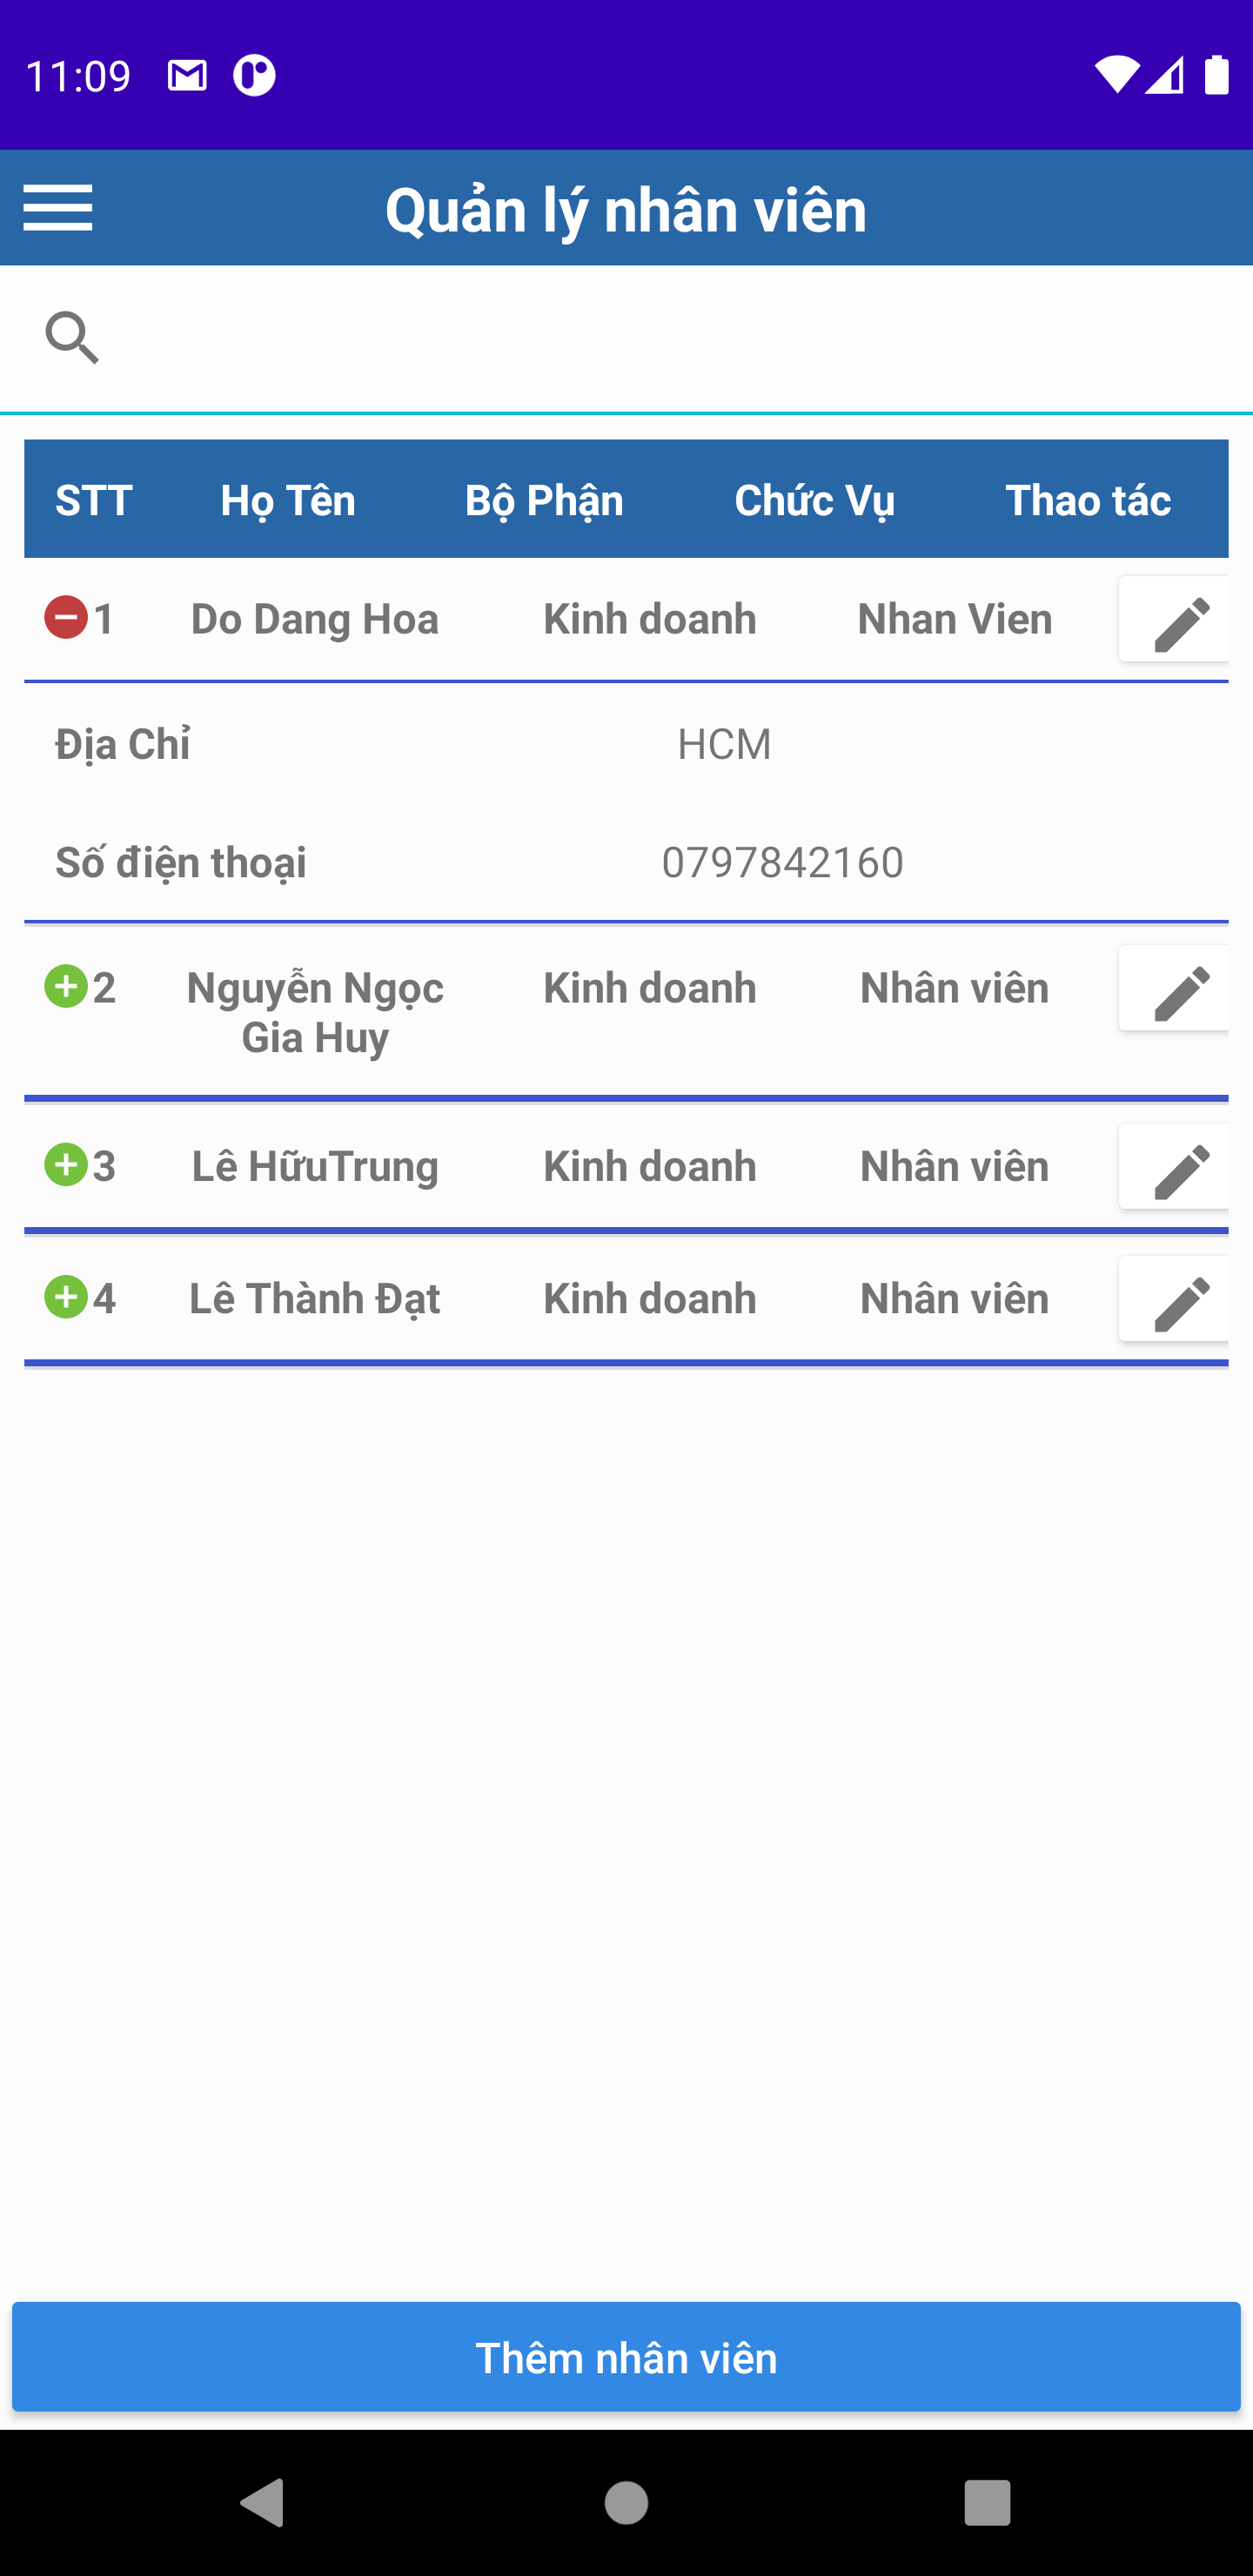 11:09
Quản lý nhân viên
STT Họ Tên Bộ Phận Chức Vụ Thao tác
1 Do Dang Hoa Kinh doanh Nhan Vien
Địa Chỉ HCM
Số điện thoại 0797842160
2 Nguyễn Ngọc Kinh doanh Nhân viên
Gia Huy
3 Lê HữuTrung Kinh doanh Nhân viên
4 Lê Thành Đạt Kinh doanh Nhân viên
Thêm nhân viên